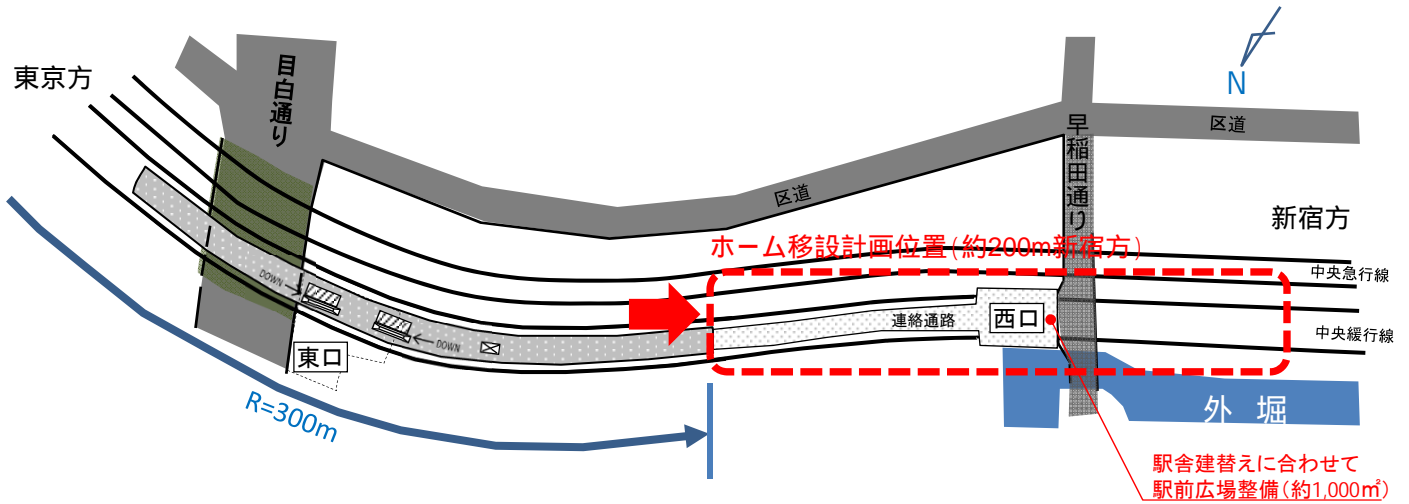 東京方
目白通り
N
区道
早稲田通り
区道
新宿方
ホーム移設計画位置(約200m新宿方)
中央急行線
DOWN
連絡通路
西口
中央緩行線
DOWN
東口
R=300m
外 堀
駅舎建替えに合わせて
駅前広場整備(約1,000㎡)